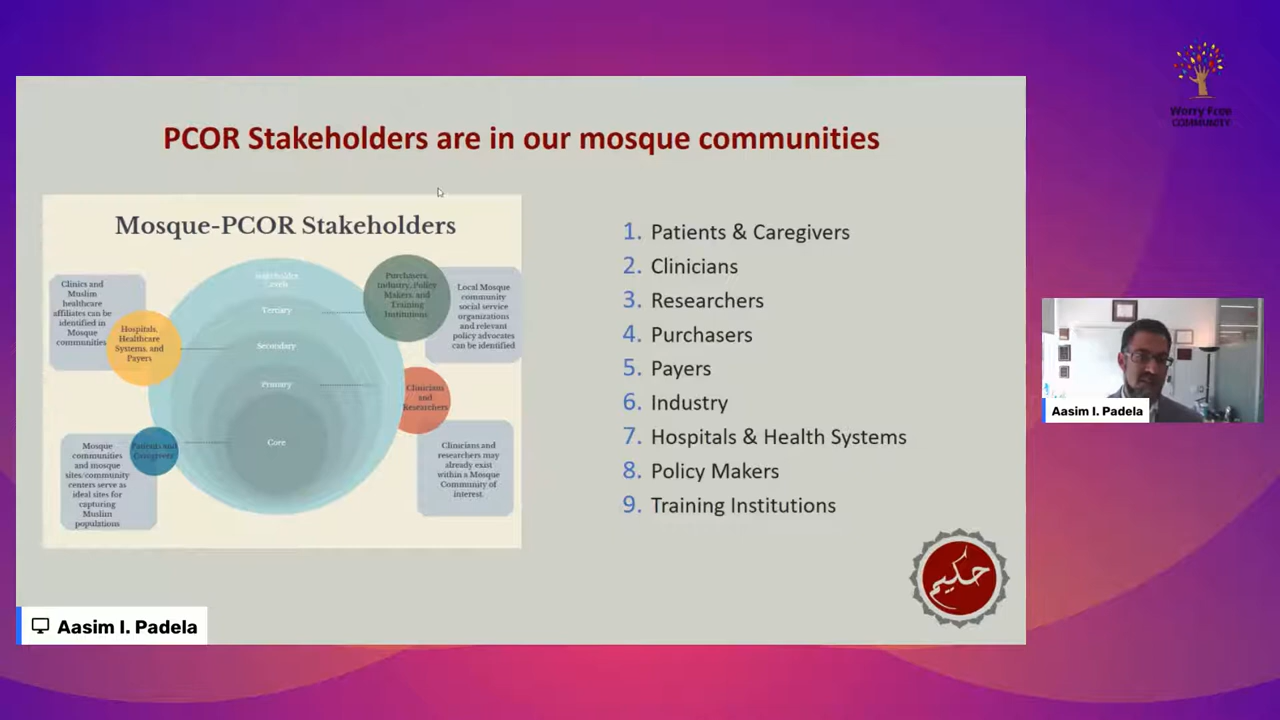 Worry Free
COMMUNITY
PCOR Stakeholders are in our mosque communities
Mosque-PCOR Stakeholders
Clinics and
Muslim
healthcare
affiliates can be
identified in
Mosque
communities
Hospitals,
Healthcare
Systems, and
Payers
Mosque
communities
and mosque
sites/community
centers serve as
ideal sites for
capturing
Muslim
populations
Patients and
Caregivers
Stakeholder
Levels
Tertiary
Secondary
Primary
Core
Purchasers,
Industry, Policy
Makers, and
Training
Institutions
Local Mosque
community
social service
organizations
and relevant
policy advocates
can be identified
Clinicians
and
Researchers
Clinicians and
researchers may
already exist
within a Mosque
Community of
interest
1. Patients & Caregivers
2. Clinicians
3. Researchers
4. Purchasers
5. Payers
6. Industry
7. Hospitals & Health Systems
8. Policy Makers
9. Training Institutions
حكيم
Aasim I. Padela
Aasim I. Padela